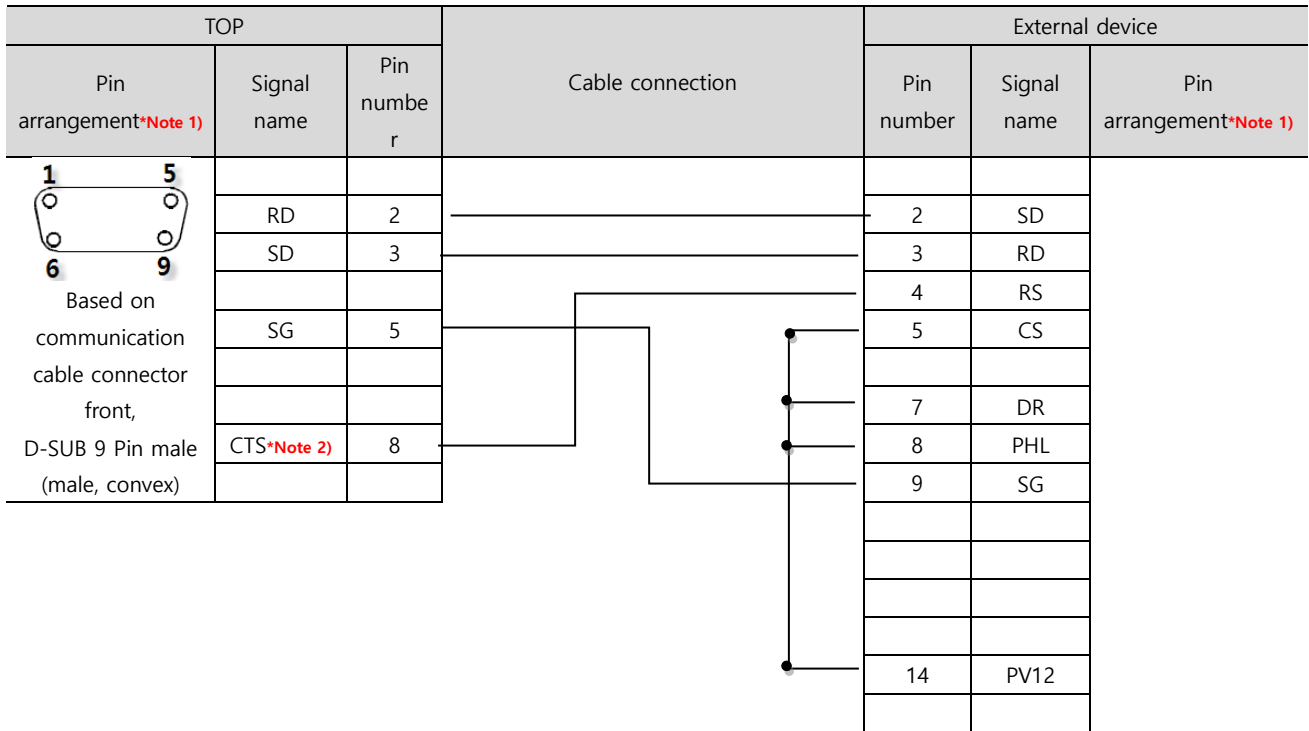 TOP
External device
Pin
arrangement*Note 1)
Signal
name
Pin
numbe
r
Cable connection
Pin
number
Signal
name
Pin
arrangement*Note 1)
1 5
6 9
Based on
communication
cable connector
front,
D-SUB 9 Pin male
(male, convex)
RD 2 2 SD
SD 3 3 RD
4 RS
SG 5 5 CS
7 DR
CTS*Note 2) 8 8 PHL
9 SG
14 PV12